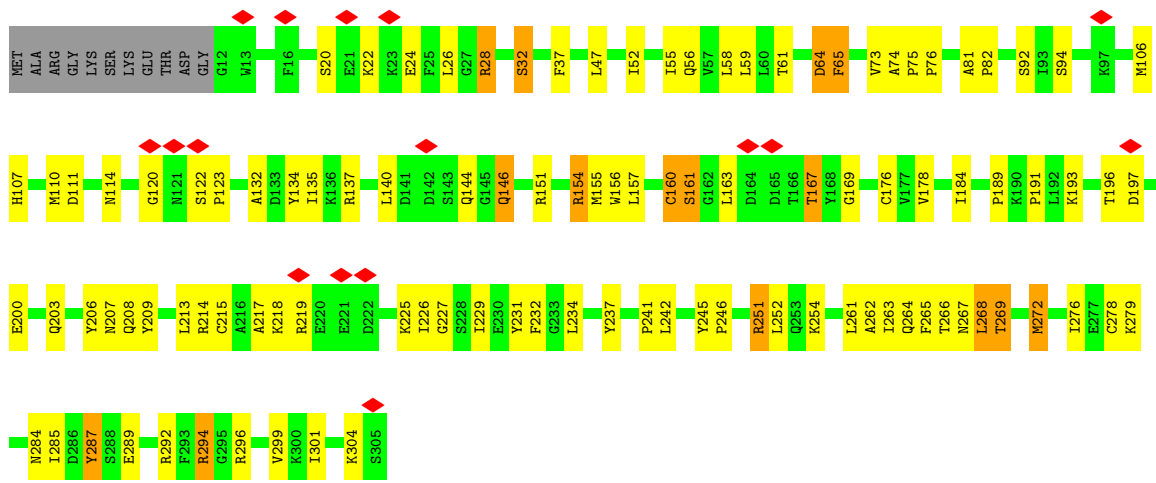 MET ALA ARG GLY LYS SER LYS GLU THR ASP GLY G12 W13 F16 S20 E21 K22 K23 E24 F25 L26 G27 R28 S32 F37 L47 I52 I55 Q56 V57 L58 L59 L60 T61 D64 F65 V73 A74 P75 P76 A81 P82 S92 I93 S94 K97 M106
H107 M110 D111 N114 G120 N121 S122 P123 A132 D133 Y134 I135 K136 R137 L140 D141 D142 S143 Q144 G145 Q146 R151 R154 M155 W156 L157 C160 S161 G162 L163 D164 D165 T166 T167 Y168 G169 C176 V177 V178 I184 P189 K190 P191 L192 K193 T196 D197
E200 Q203 Y206 N207 Q208 Y209 L213 R214 C215 A216 A217 K218 R219 E220 E221 D222 K225 I226 G227 S228 I229 E230 Y231 F232 G233 L234 Y237 P241 L242 Y245 P246 R251 L252 Q253 K254 L261 A262 I263 Q264 F265 T266 N267 L268 T269 M272 I276 E277 C278 K279
N284 I285 D286 Y287 S288 E289 R292 F293 R294 G295 R296 V299 K300 I301 K304 S305